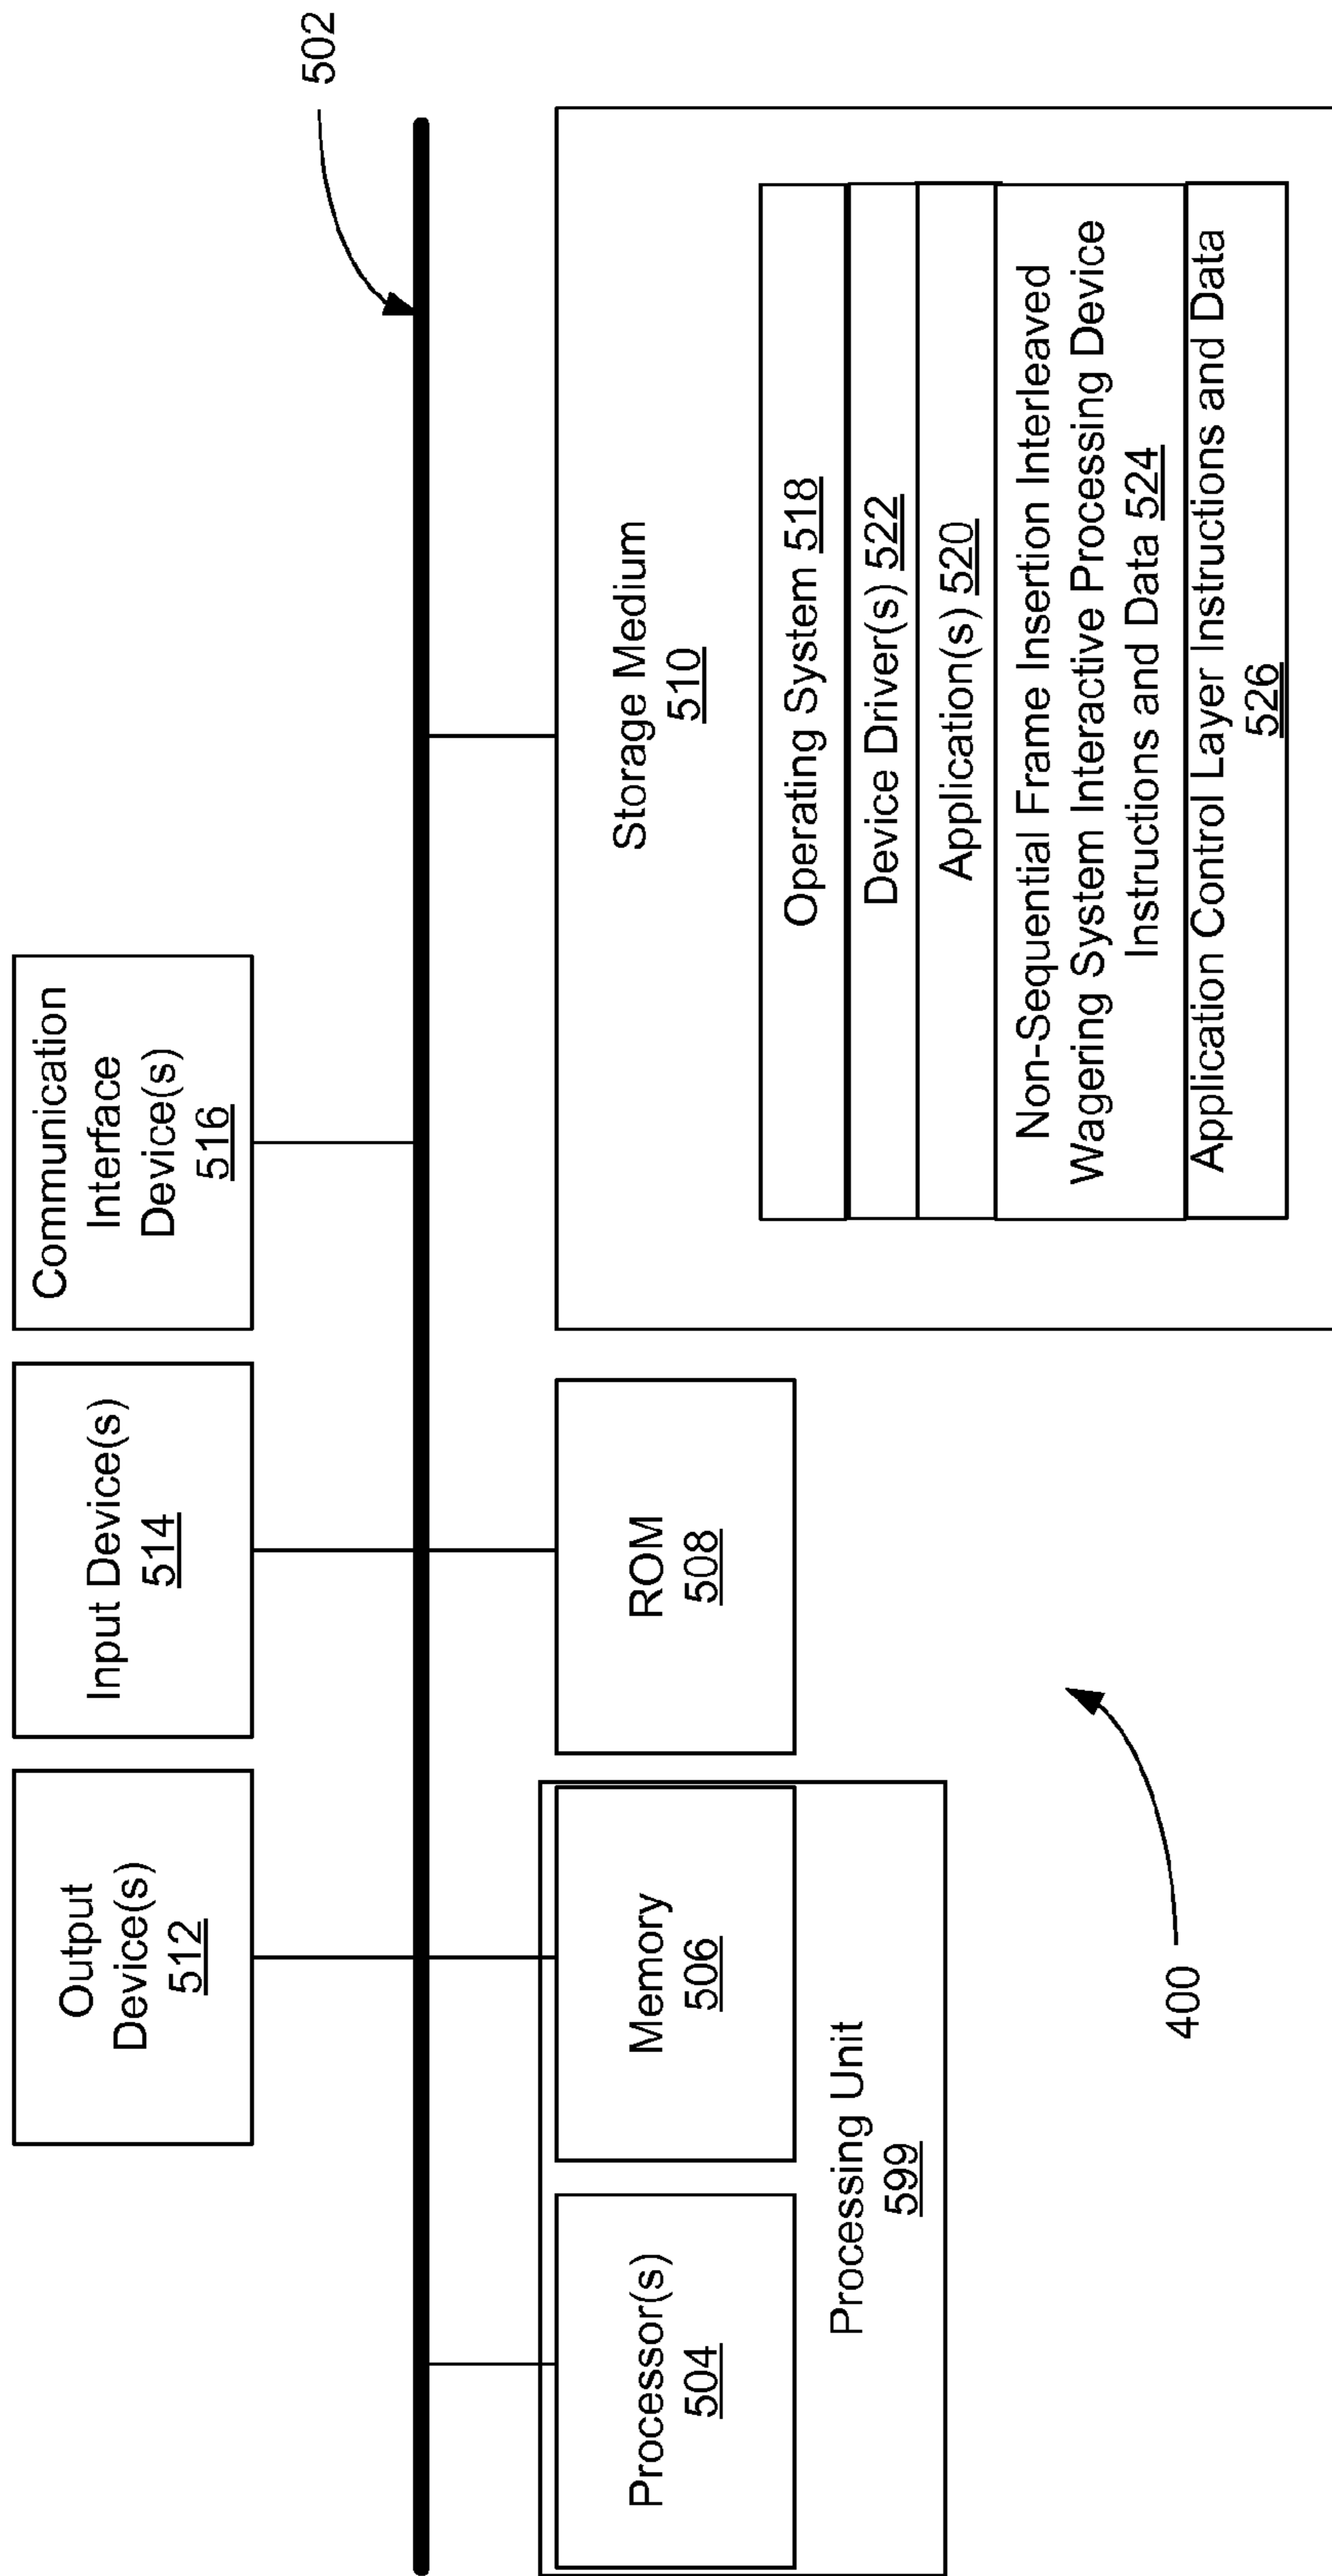 502
Output
Device(s)
512
Input Device(s)
514
Communication
Interface
Device(s)
516
Processor(s)
504
Memory
506
Processing Unit
599
ROM
508
Storage Medium
510
Operating System 518
Device Driver(s) 522
Application(s) 520
Non-Sequential Frame Insertion Interleaved
Wagering System Interactive Processing Device
Instructions and Data 524
Application Control Layer Instructions and Data
526
400